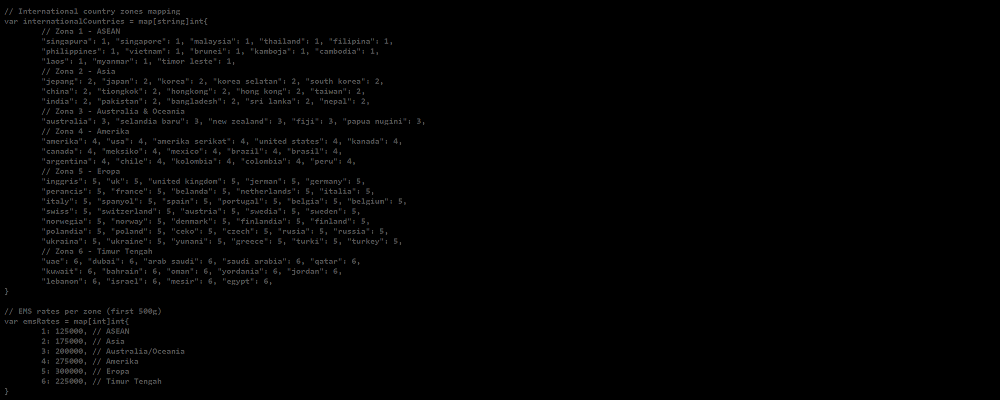 // International country zones mapping
var internationalCountries = map[string]int{
	// Zona 1 - ASEAN
	"singapura": 1, "singapore": 1, "malaysia": 1, "thailand": 1, "filipina": 1,
	"philippines": 1, "vietnam": 1, "brunei": 1, "kamboja": 1, "cambodia": 1,
	"laos": 1, "myanmar": 1, "timor leste": 1,
	// Zona 2 - Asia
	"jepang": 2, "japan": 2, "korea": 2, "korea selatan": 2, "south korea": 2,
	"china": 2, "tiongkok": 2, "hongkong": 2, "hong kong": 2, "taiwan": 2,
	"india": 2, "pakistan": 2, "bangladesh": 2, "sri lanka": 2, "nepal": 2,
	// Zona 3 - Australia & Oceania
	"australia": 3, "selandia baru": 3, "new zealand": 3, "fiji": 3, "papua nugini": 3,
	// Zona 4 - Amerika
	"amerika": 4, "usa": 4, "amerika serikat": 4, "united states": 4, "kanada": 4,
	"canada": 4, "meksiko": 4, "mexico": 4, "brazil": 4, "brasil": 4,
	"argentina": 4, "chile": 4, "kolombia": 4, "colombia": 4, "peru": 4,
	// Zona 5 - Eropa
	"inggris": 5, "uk": 5, "united kingdom": 5, "jerman": 5, "germany": 5,
	"perancis": 5, "france": 5, "belanda": 5, "netherlands": 5, "italia": 5,
	"italy": 5, "spanyol": 5, "spain": 5, "portugal": 5, "belgia": 5, "belgium": 5,
	"swiss": 5, "switzerland": 5, "austria": 5, "swedia": 5, "sweden": 5,
	"norwegia": 5, "norway": 5, "denmark": 5, "finlandia": 5, "finland": 5,
	"polandia": 5, "poland": 5, "ceko": 5, "czech": 5, "rusia": 5, "russia": 5,
	"ukraina": 5, "ukraine": 5, "yunani": 5, "greece": 5, "turki": 5, "turkey": 5,
	// Zona 6 - Timur Tengah
	"uae": 6, "dubai": 6, "arab saudi": 6, "saudi arabia": 6, "qatar": 6,
	"kuwait": 6, "bahrain": 6, "oman": 6, "yordania": 6, "jordan": 6,
	"lebanon": 6, "israel": 6, "mesir": 6, "egypt": 6,
}

// EMS rates per zone (first 500g)
var emsRates = map[int]int{
	1: 125000, // ASEAN
	2: 175000, // Asia
	3: 200000, // Australia/Oceania
	4: 275000, // Amerika
	5: 300000, // Eropa
	6: 225000, // Timur Tengah
}